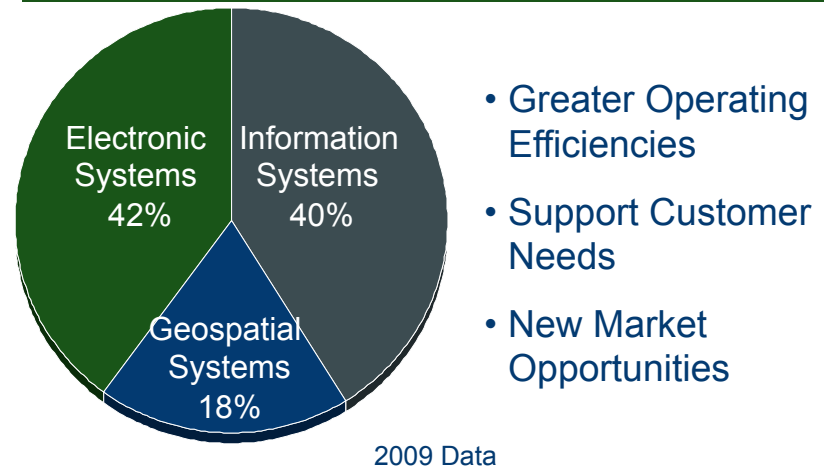 Electronic
Systems
42%
Information
Systems
40%
Geospatial
Systems
18%
• Greater Operating
Efficiencies
• Support Customer
Needs
• New Market
Opportunities
2009 Data